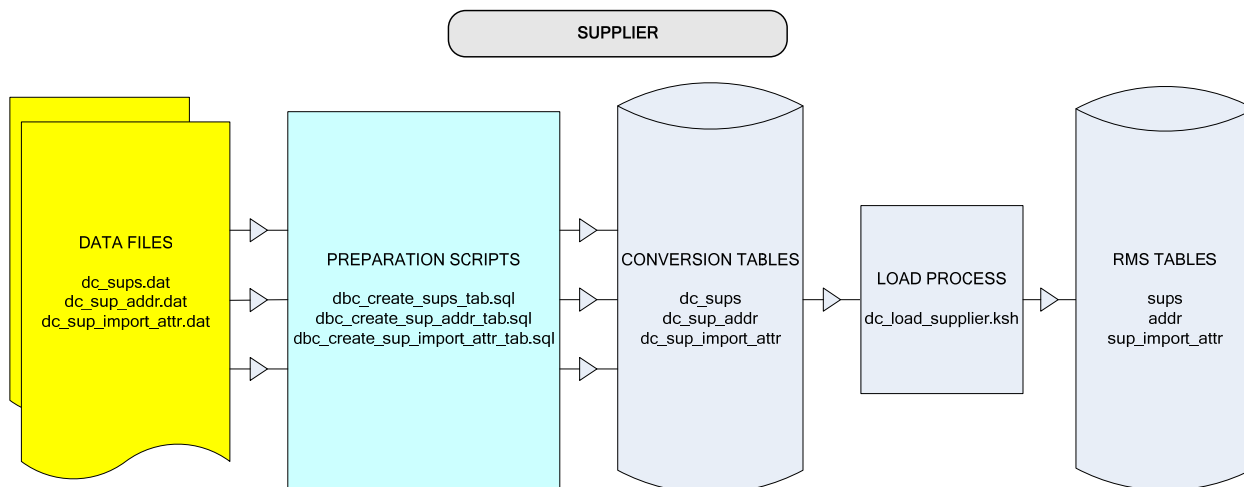 SUPPLIER
DATA FILES
dc_sups.dat
dc_sup_addr.dat
dc_sup_import_attr.dat
PREPARATION SCRIPTS
dbc_create_sups_tab.sql
dbc_create_sup_addr_tab.sql
dbc_create_sup_import_attr_tab.sql
CONVERSION TABLES
dc_sups
dc_sup_addr
dc_sup_import_attr
LOAD PROCESS
dc_load_supplier.ksh
RMS TABLES
sups
addr
sup_import_attr